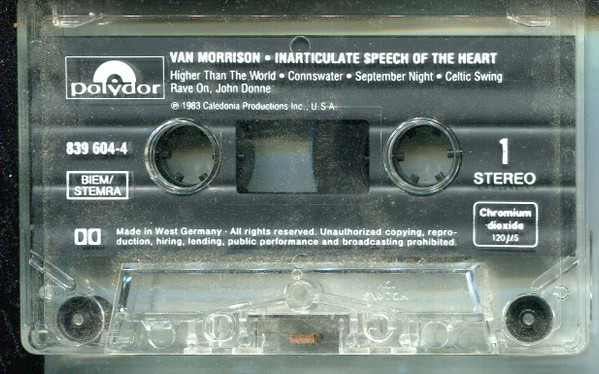 VAN MORRISON • INARTICULATE SPEECH OF THE HEART
polydor
Higher Than The World • Connswater • September Night • Celtic Swing
Rave On, John Donne
℗ 1983 Caledonia Productions Inc., U.S.A.
839 604-4
1
BIEM/
STEMRA
STEREO
Chromium
dioxide
120 µS
Made in West Germany · All rights reserved. Unauthorized copying, repro-
duction, hiring, lending, public performance and broadcasting prohibited.